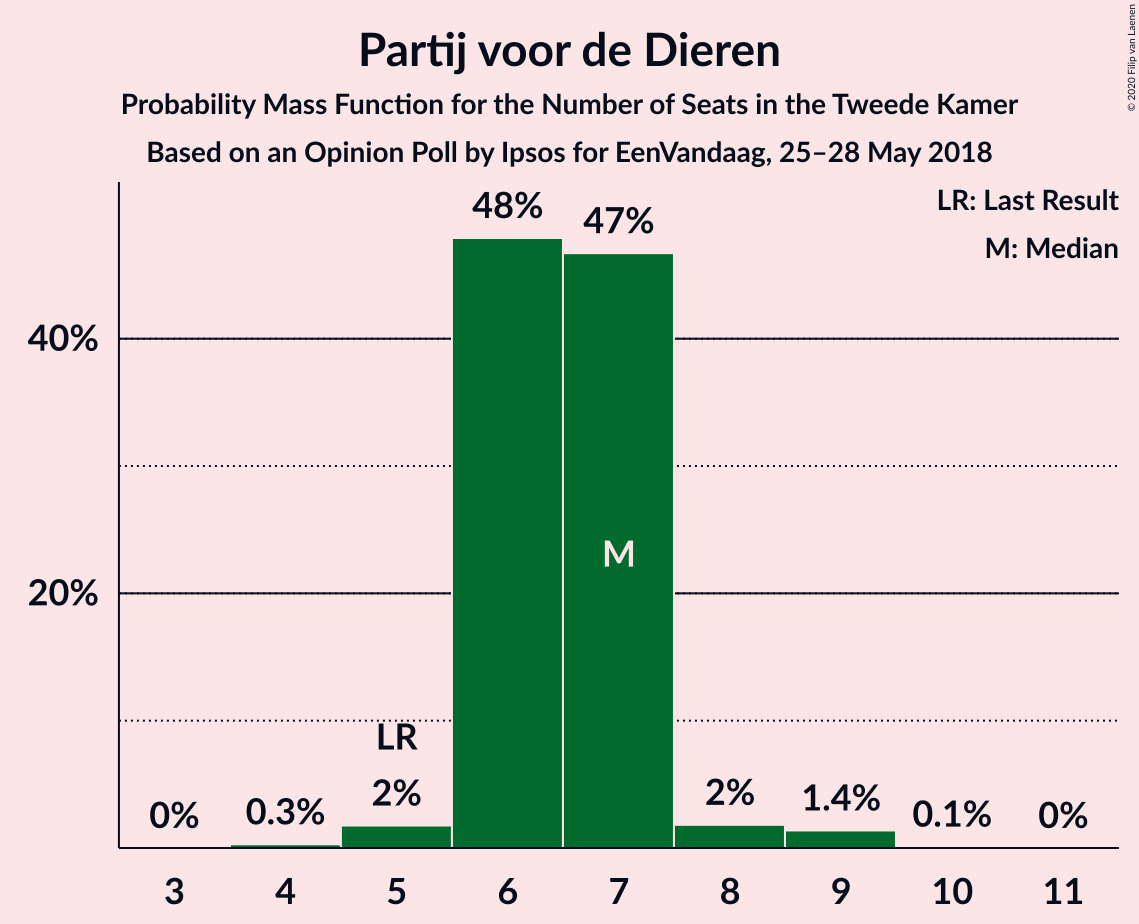 Partij voor de Dieren
Probability Mass Function for the Number of Seats in the Tweede Kamer
Based on an Opinion Poll by Ipsos for EenVandaag, 25–28 May 2018
© 2020 Filip van Laenen
LR: Last Result
M: Median
48%
47%
40%
M
20%
LR
0%
0.3%
2%
2%
1.4%
0.1%
0%
3 4 5 6 7 8 9 10 11